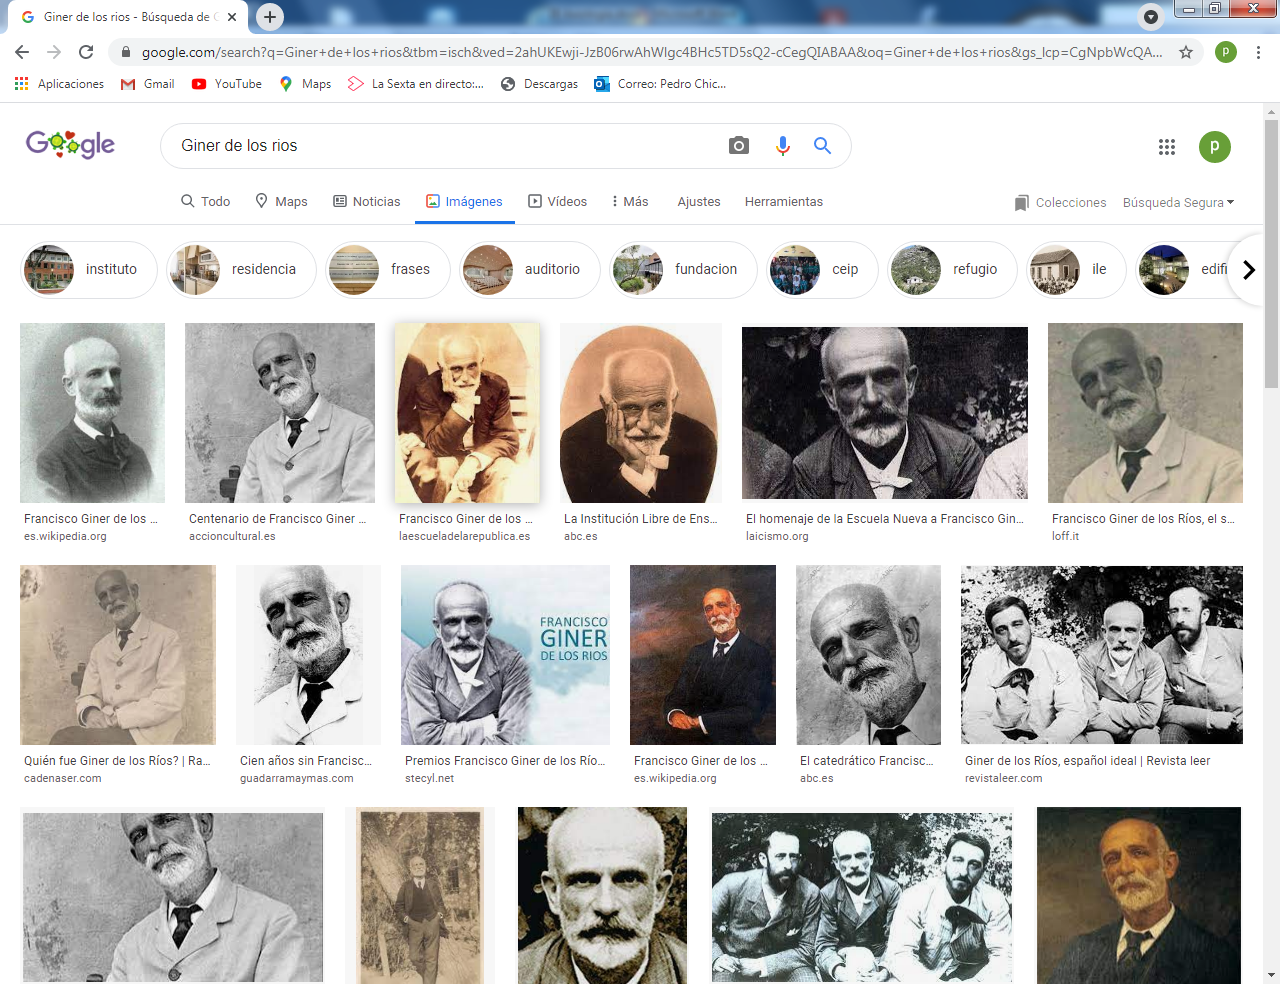 Giner de los rios - Búsqueda de G
google.com/search?q=Giner+de+los+rios&tbm=isch&ved=2ahUKEwji-JzB06rwAhWlgc4BHc5TD5sQ2-cCegQIABAA&oq=Giner+de+los+rios&gs_lcp=CgNpbWcQA...
p
Aplicaciones Gmail YouTube Maps La Sexta en directo:... Descargas Correo: Pedro Chic...
Google
Giner de los rios
p
Todo Maps Noticias Imágenes Vídeos Más Ajustes Herramientas Colecciones Búsqueda Segura
instituto residencia frases auditorio fundacion ceip refugio ile edifi
Francisco Giner de los ... Centenario de Francisco Giner ... Francisco Giner de los ... La Institución Libre de Ens... El homenaje de la Escuela Nueva a Francisco Gin... Francisco Giner de los Ríos, el s...
es.wikipedia.org accioncultural.es laescueladelarepublica.es abc.es laicismo.org loff.it
FRANCISCO
GINER
DE LOS RIOS
Quién fue Giner de los Ríos? | Ra... Cien años sin Francisc... Premios Francisco Giner de los Río... Francisco Giner de los ... El catedrático Francisc... Giner de los Ríos, español ideal | Revista leer
cadenaser.com guadarramaymas.com stecyl.net es.wikipedia.org abc.es revistaleer.com